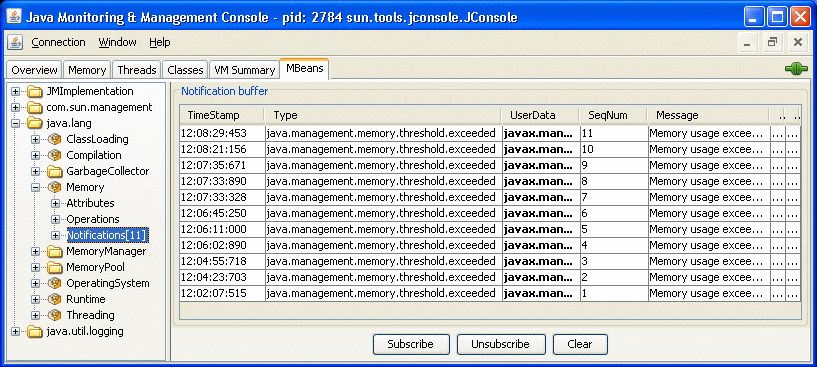 Java Monitoring & Management Console - pid: 2784 sun.tools.jconsole.JConsole
Connection Window Help
Overview Memory Threads Classes VM Summary MBeans
JMImplementation
com.sun.management
java.lang
ClassLoading
Compilation
GarbageCollector
Memory
Attributes
Operations
Notifications[11]
MemoryManager
MemoryPool
OperatingSystem
Runtime
Threading
java.util.logging
Notification buffer
TimeStamp Type UserData SeqNum Message .. ..
12:08:29:453 java.management.memory.threshold.exceeded javax.man... 11 Memory usage excee... ... ...
12:08:21:156 java.management.memory.threshold.exceeded javax.man... 10 Memory usage excee... ... ...
12:07:35:671 java.management.memory.threshold.exceeded javax.man... 9 Memory usage excee... ... ...
12:07:33:890 java.management.memory.threshold.exceeded javax.man... 8 Memory usage excee... ... ...
12:07:33:328 java.management.memory.threshold.exceeded javax.man... 7 Memory usage excee... ... ...
12:06:45:250 java.management.memory.threshold.exceeded javax.man... 6 Memory usage excee... ... ...
12:06:11:000 java.management.memory.threshold.exceeded javax.man... 5 Memory usage excee... ... ...
12:06:02:890 java.management.memory.threshold.exceeded javax.man... 4 Memory usage excee... ... ...
12:04:55:718 java.management.memory.threshold.exceeded javax.man... 3 Memory usage excee... ... ...
12:04:23:703 java.management.memory.threshold.exceeded javax.man... 2 Memory usage excee... ... ...
12:02:07:515 java.management.memory.threshold.exceeded javax.man... 1 Memory usage excee... ... ...
Subscribe Unsubscribe Clear